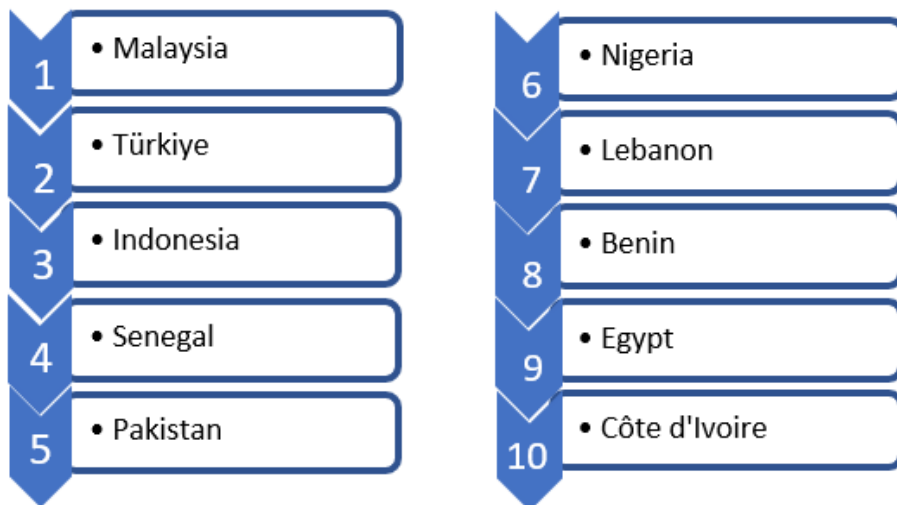 1
• Malaysia
2
• Türkiye
3
• Indonesia
4
• Senegal
5
• Pakistan
6
• Nigeria
7
• Lebanon
8
• Benin
9
• Egypt
10
• Côte d'Ivoire